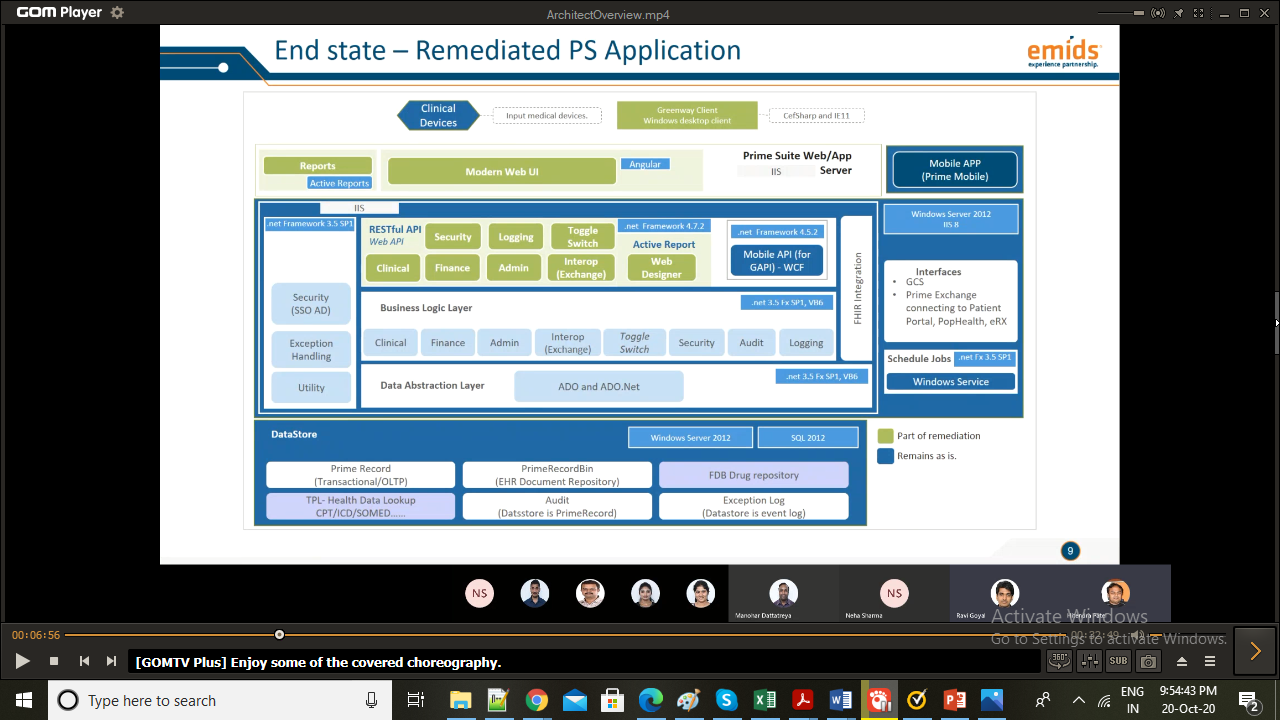 GOM Player
ArchitectOverview.mp4
End state – Remediated PS Application
emids
experience partnership.
Clinical
Devices
Input medical devices.
Greenway Client
Windows desktop client
CefSharp and IE11
Reports
Active Reports
Modern Web UI
Angular
Prime Suite Web/App
Server
IIS
Mobile APP
(Prime Mobile)
IIS
.net Framework 3.5 SP1
Security
(SSO AD)
Exception
Handling
Utility
RESTful API
Web API
Security
Logging
Toggle
Switch
.net Framework 4.7.2
Active Report
Clinical
Finance
Admin
Interop
(Exchange)
Web
Designer
.net Framework 4.5.2
Mobile API (for
GAPI) - WCF
FHIR Integration
Business Logic Layer
.net 3.5 Fx SP1, VB6
Clinical
Finance
Admin
Interop
(Exchange)
Toggle
Switch
Security
Audit
Logging
Data Abstraction Layer
ADO and ADO.Net
.net 3.5 Fx SP1, VB6
Windows Server 2012
IIS 8
Interfaces
• GCS
• Prime Exchange
connecting to Patient
Portal, PopHealth, eRX
Schedule Jobs
.net fx 3.5 SP1
Windows Service
DataStore
Windows Server 2012
SQL 2012
Prime Record
(Transactional/OLTP)
PrimeRecordBin
(EHR Document Repository)
FDB Drug repository
TPL- Health Data Lookup
CPT/ICD/SOMED......
Audit
(Datsstore is PrimeRecord)
Exception Log
(Datastore is event log)
Part of remediation
Remains as is.
9
NS
Manohar Dattatreya
NS
Neha Sharma
Ravi Goyal
Activate Windows
Go to Settings to activate Windows.
00:06:56
[GOMTV Plus] Enjoy some of the covered choreography.
360°
SUB
Type here to search
ENG
IN
9:54:43 PM
20-Oct-20
2